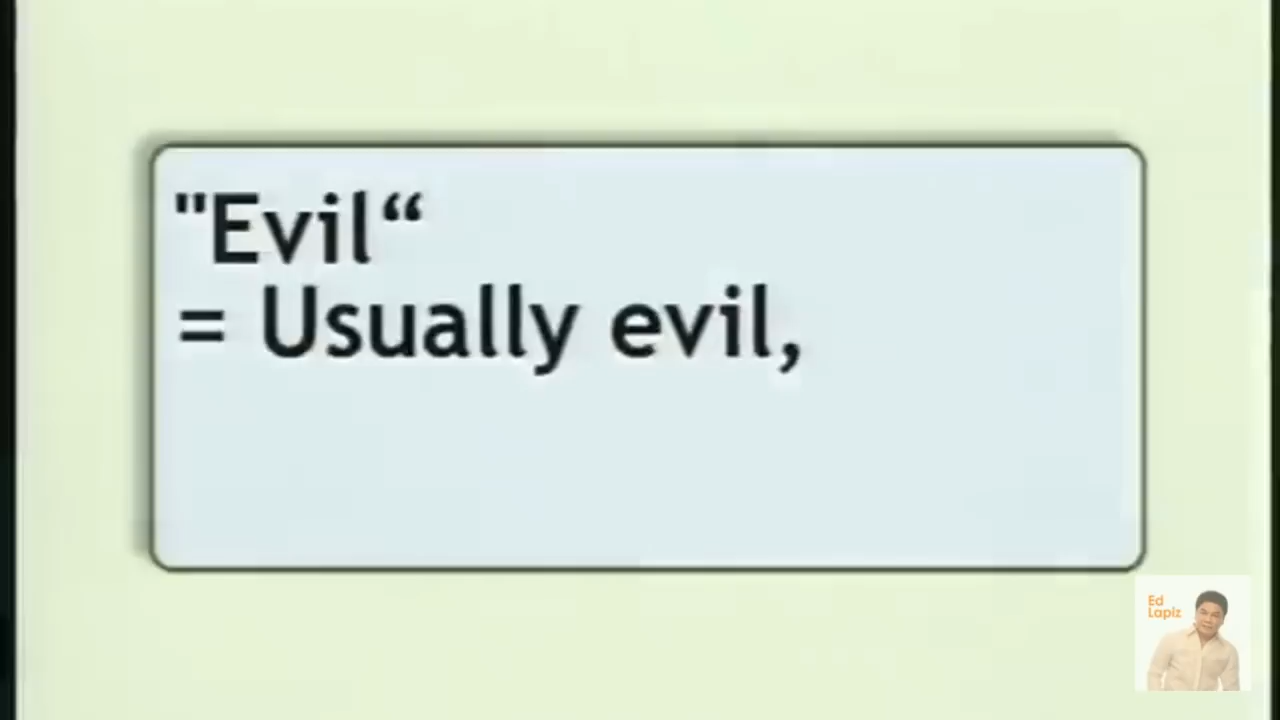 "Evil“
= Usually evil,
Ed
Lapiz